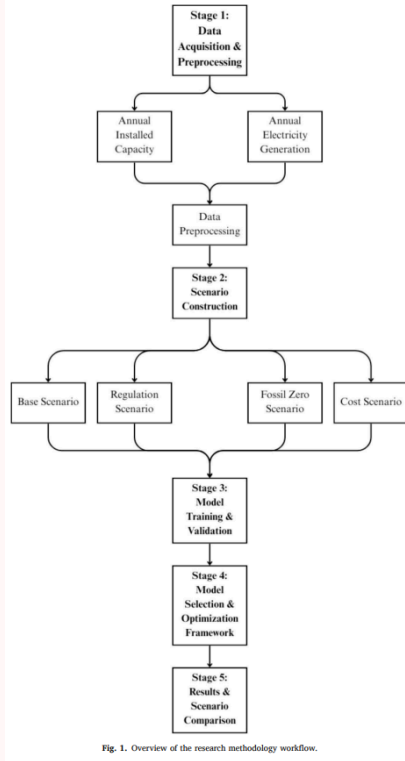 Stage 1:
Data
Acquisition &
Preprocessing
Annual
Installed
Capacity
Annual
Electricity
Generation
Data
Preprocessing
Stage 2:
Scenario
Construction
Base Scenario
Regulation
Scenario
Fossil Zero
Scenario
Cost Scenario
Stage 3:
Model
Training &
Validation
Stage 4:
Model
Selection &
Optimization
Framework
Stage 5:
Results &
Scenario
Comparison
Fig. 1. Overview of the research methodology workflow.